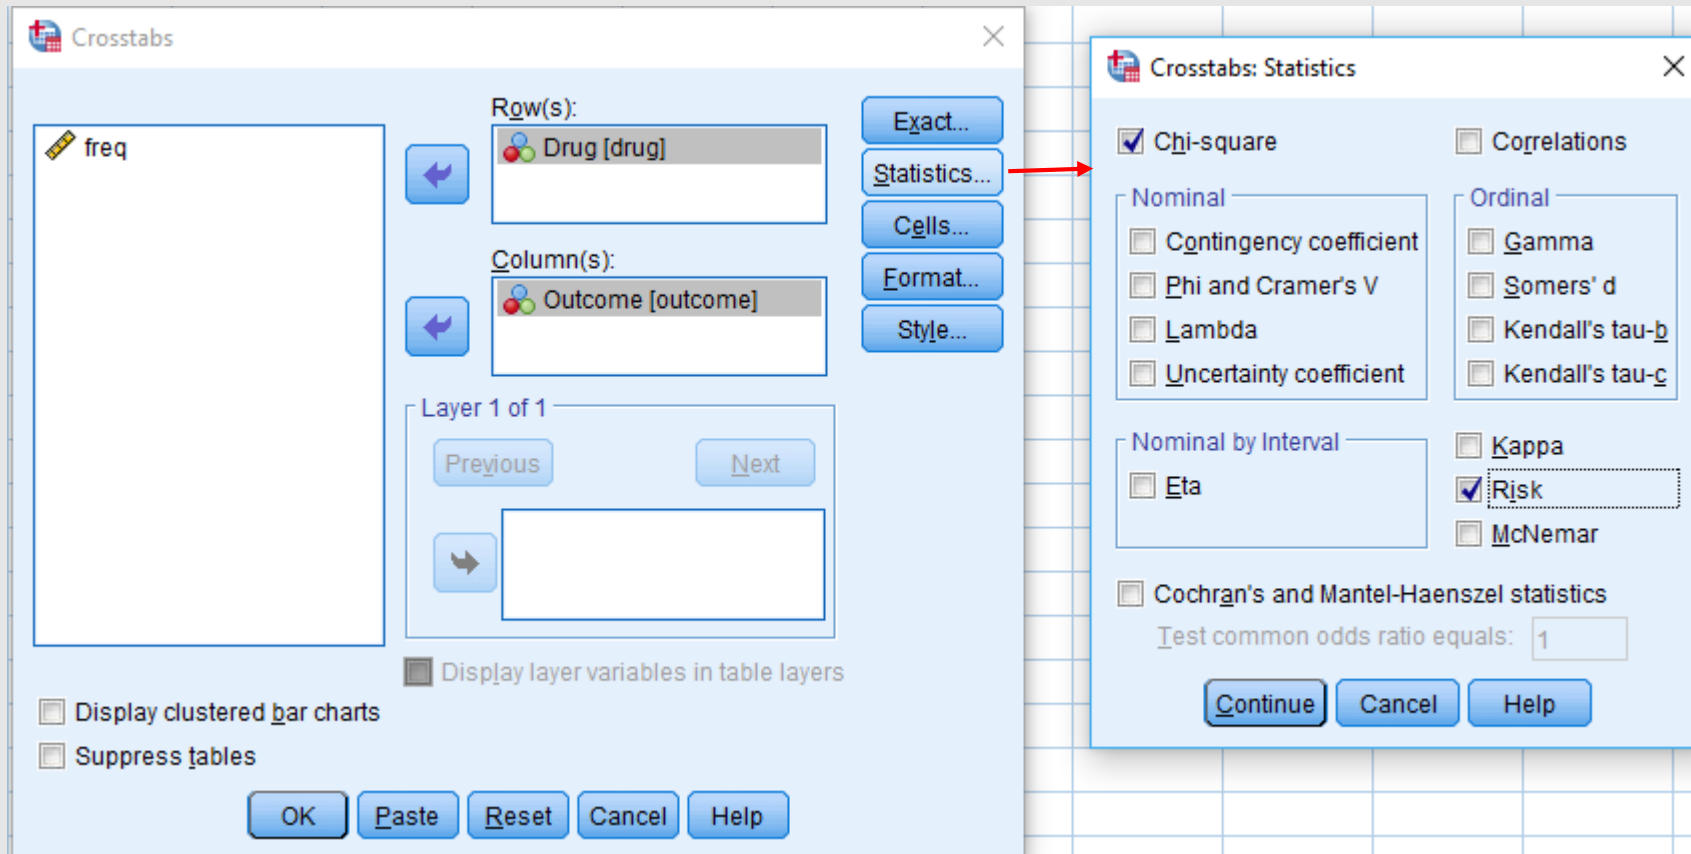 Crosstabs
freq
Row(s):
Drug [drug]
Column(s):
Outcome [outcome]
Layer 1 of 1
Previous
Next
Display layer variables in table layers
Display clustered bar charts
Suppress tables
Exact...
Statistics...
Cells...
Format...
Style...
OK
Paste
Reset
Cancel
Help
Crosstabs: Statistics
Chi-square
Correlations
Nominal
Contingency coefficient
Phi and Cramer's V
Lambda
Uncertainty coefficient
Ordinal
Gamma
Somers' d
Kendall's tau-b
Kendall's tau-c
Nominal by Interval
Eta
Kappa
Risk
McNemar
Cochran's and Mantel-Haenszel statistics
Test common odds ratio equals: 1
Continue
Cancel
Help